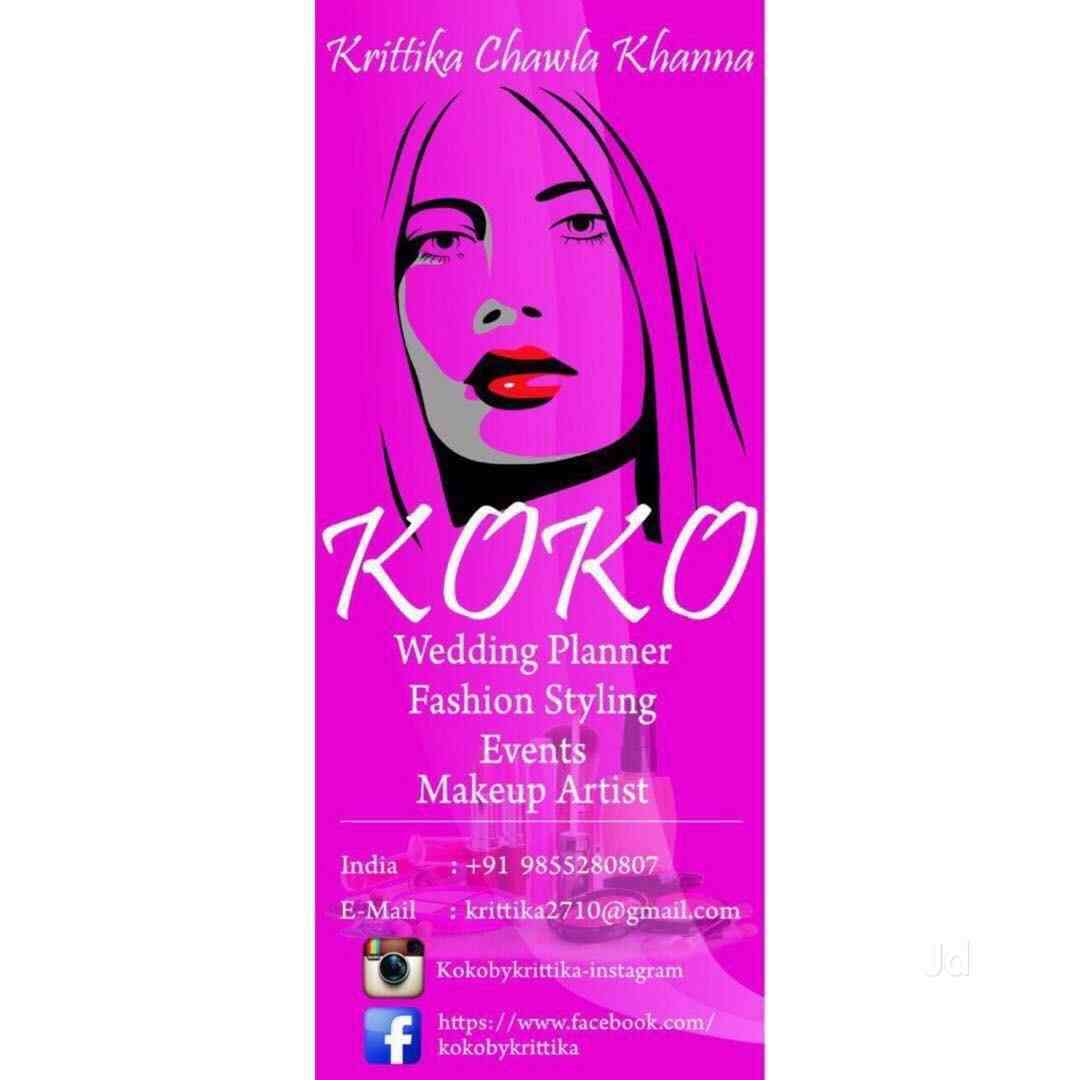 Krittika Chawla Khanna
KOKO
Wedding Planner
Fashion Styling
Events
Makeup Artist
India : +91 9855280807
E-Mail : krittika2710@gmail.com
Kokobykrittika-instagram
https://www.facebook.com/
kokobykrittika
Jd